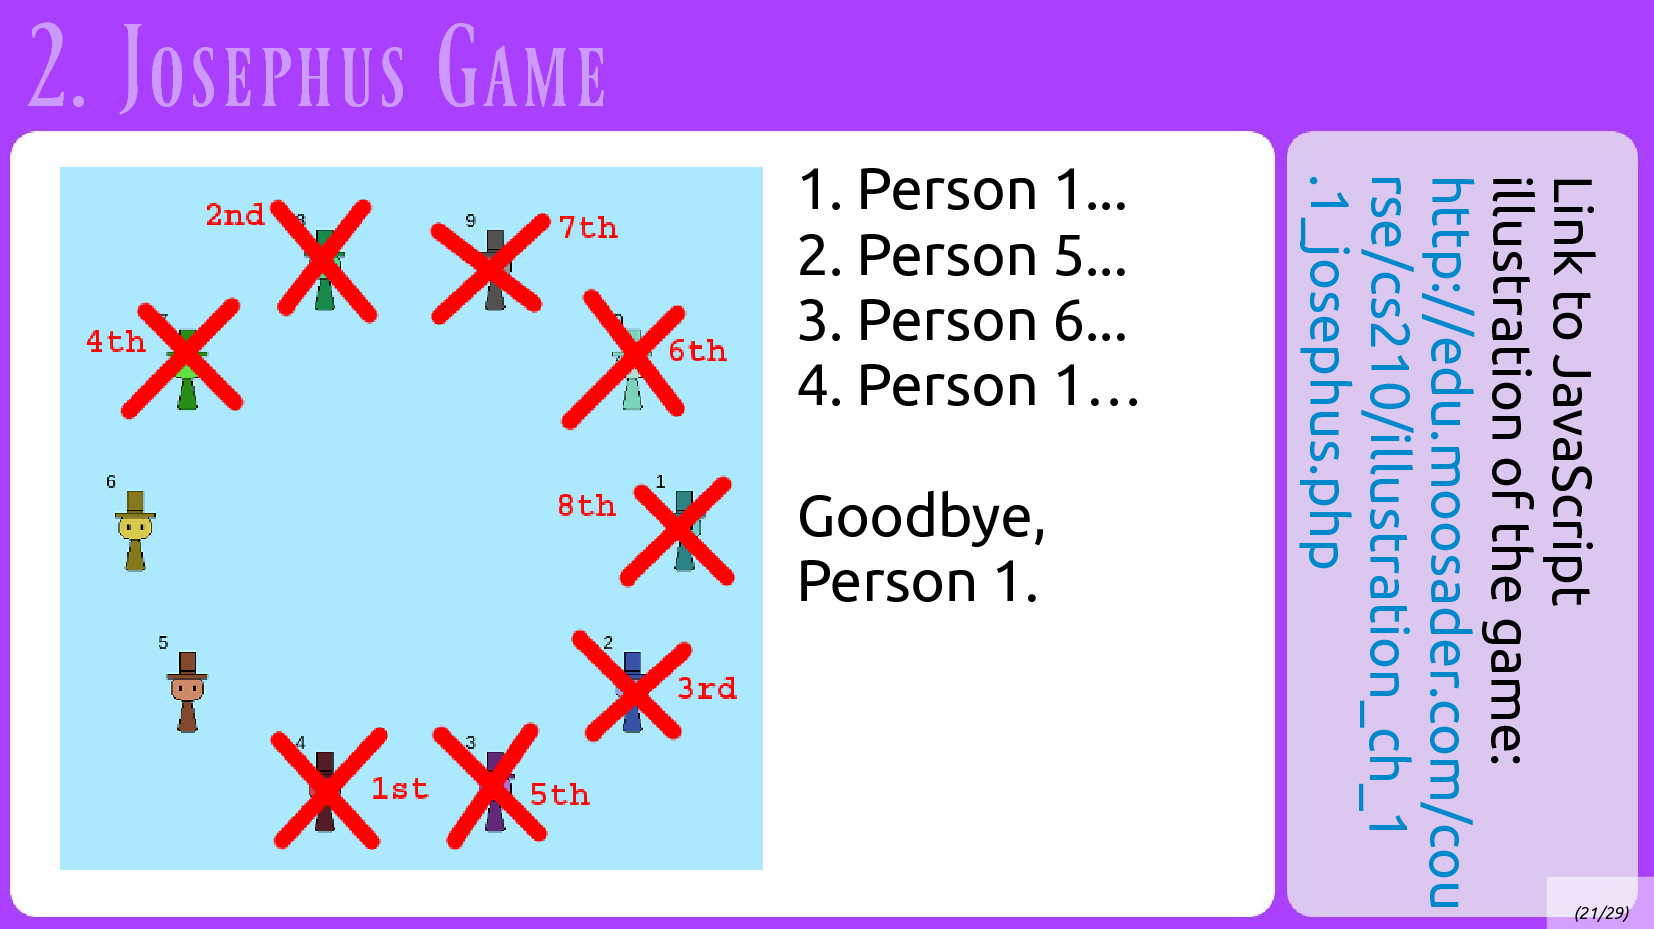 2. Josephus Game
2nd
9
7th
4th
6th
6
8th
1
5
2
3rd
4
1st
3
5th
1. Person 1...
2. Person 5...
3. Person 6...
4. Person 1…
Goodbye,
Person 1.
Link to JavaScript
illustration of the game:
http://edu.moosader.com/cou
rse/cs210/illustration_ch_1
.1_josephus.php
(21/29)